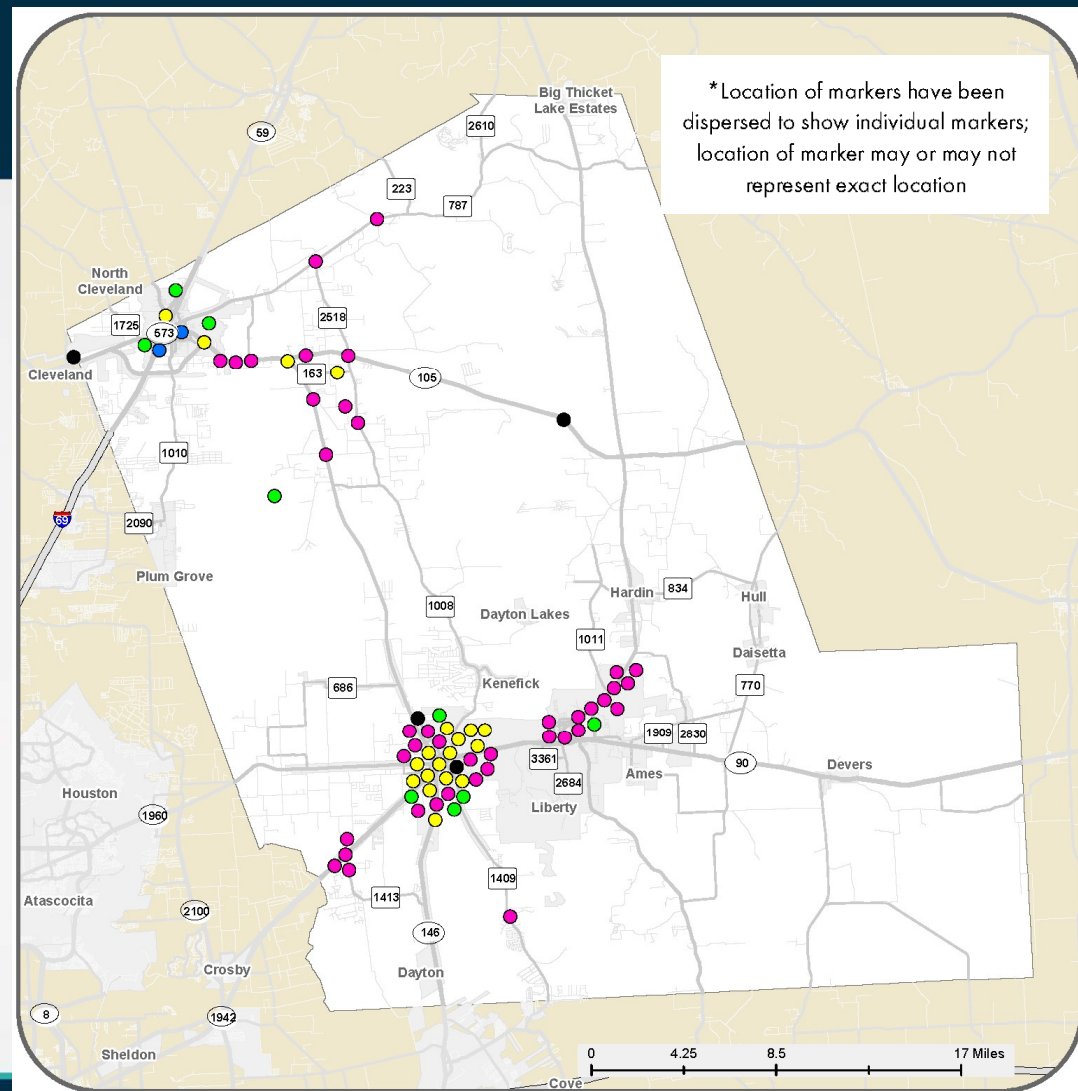 *Location of markers have been
dispersed to show individual markers;
location of marker may or may not
represent exact location
Big Thicket
Lake Estates
2610
59
223
787
North
Cleveland
1725
573
2518
Cleveland
163
105
1010
69
2090
Plum Grove
1008
Dayton Lakes
Hardin
834
Hull
1011
Daisetta
686
Kenefick
770
1909
2830
3361
90
Ames
Devers
2684
Houston
Liberty
1960
1409
1413
Atascocita
2100
146
Crosby
Dayton
8
1942
Sheldon
0
4.25
8.5
17 Miles
Cove